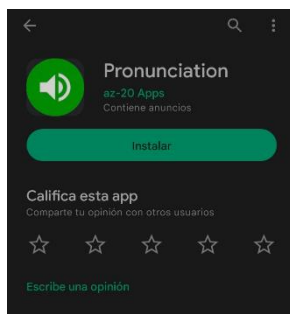 Pronunciation
az-20 Apps
Contiene anuncios
Instalar
Califica esta app
Comparte tu opinión con otros usuarios
Escribe una opinión